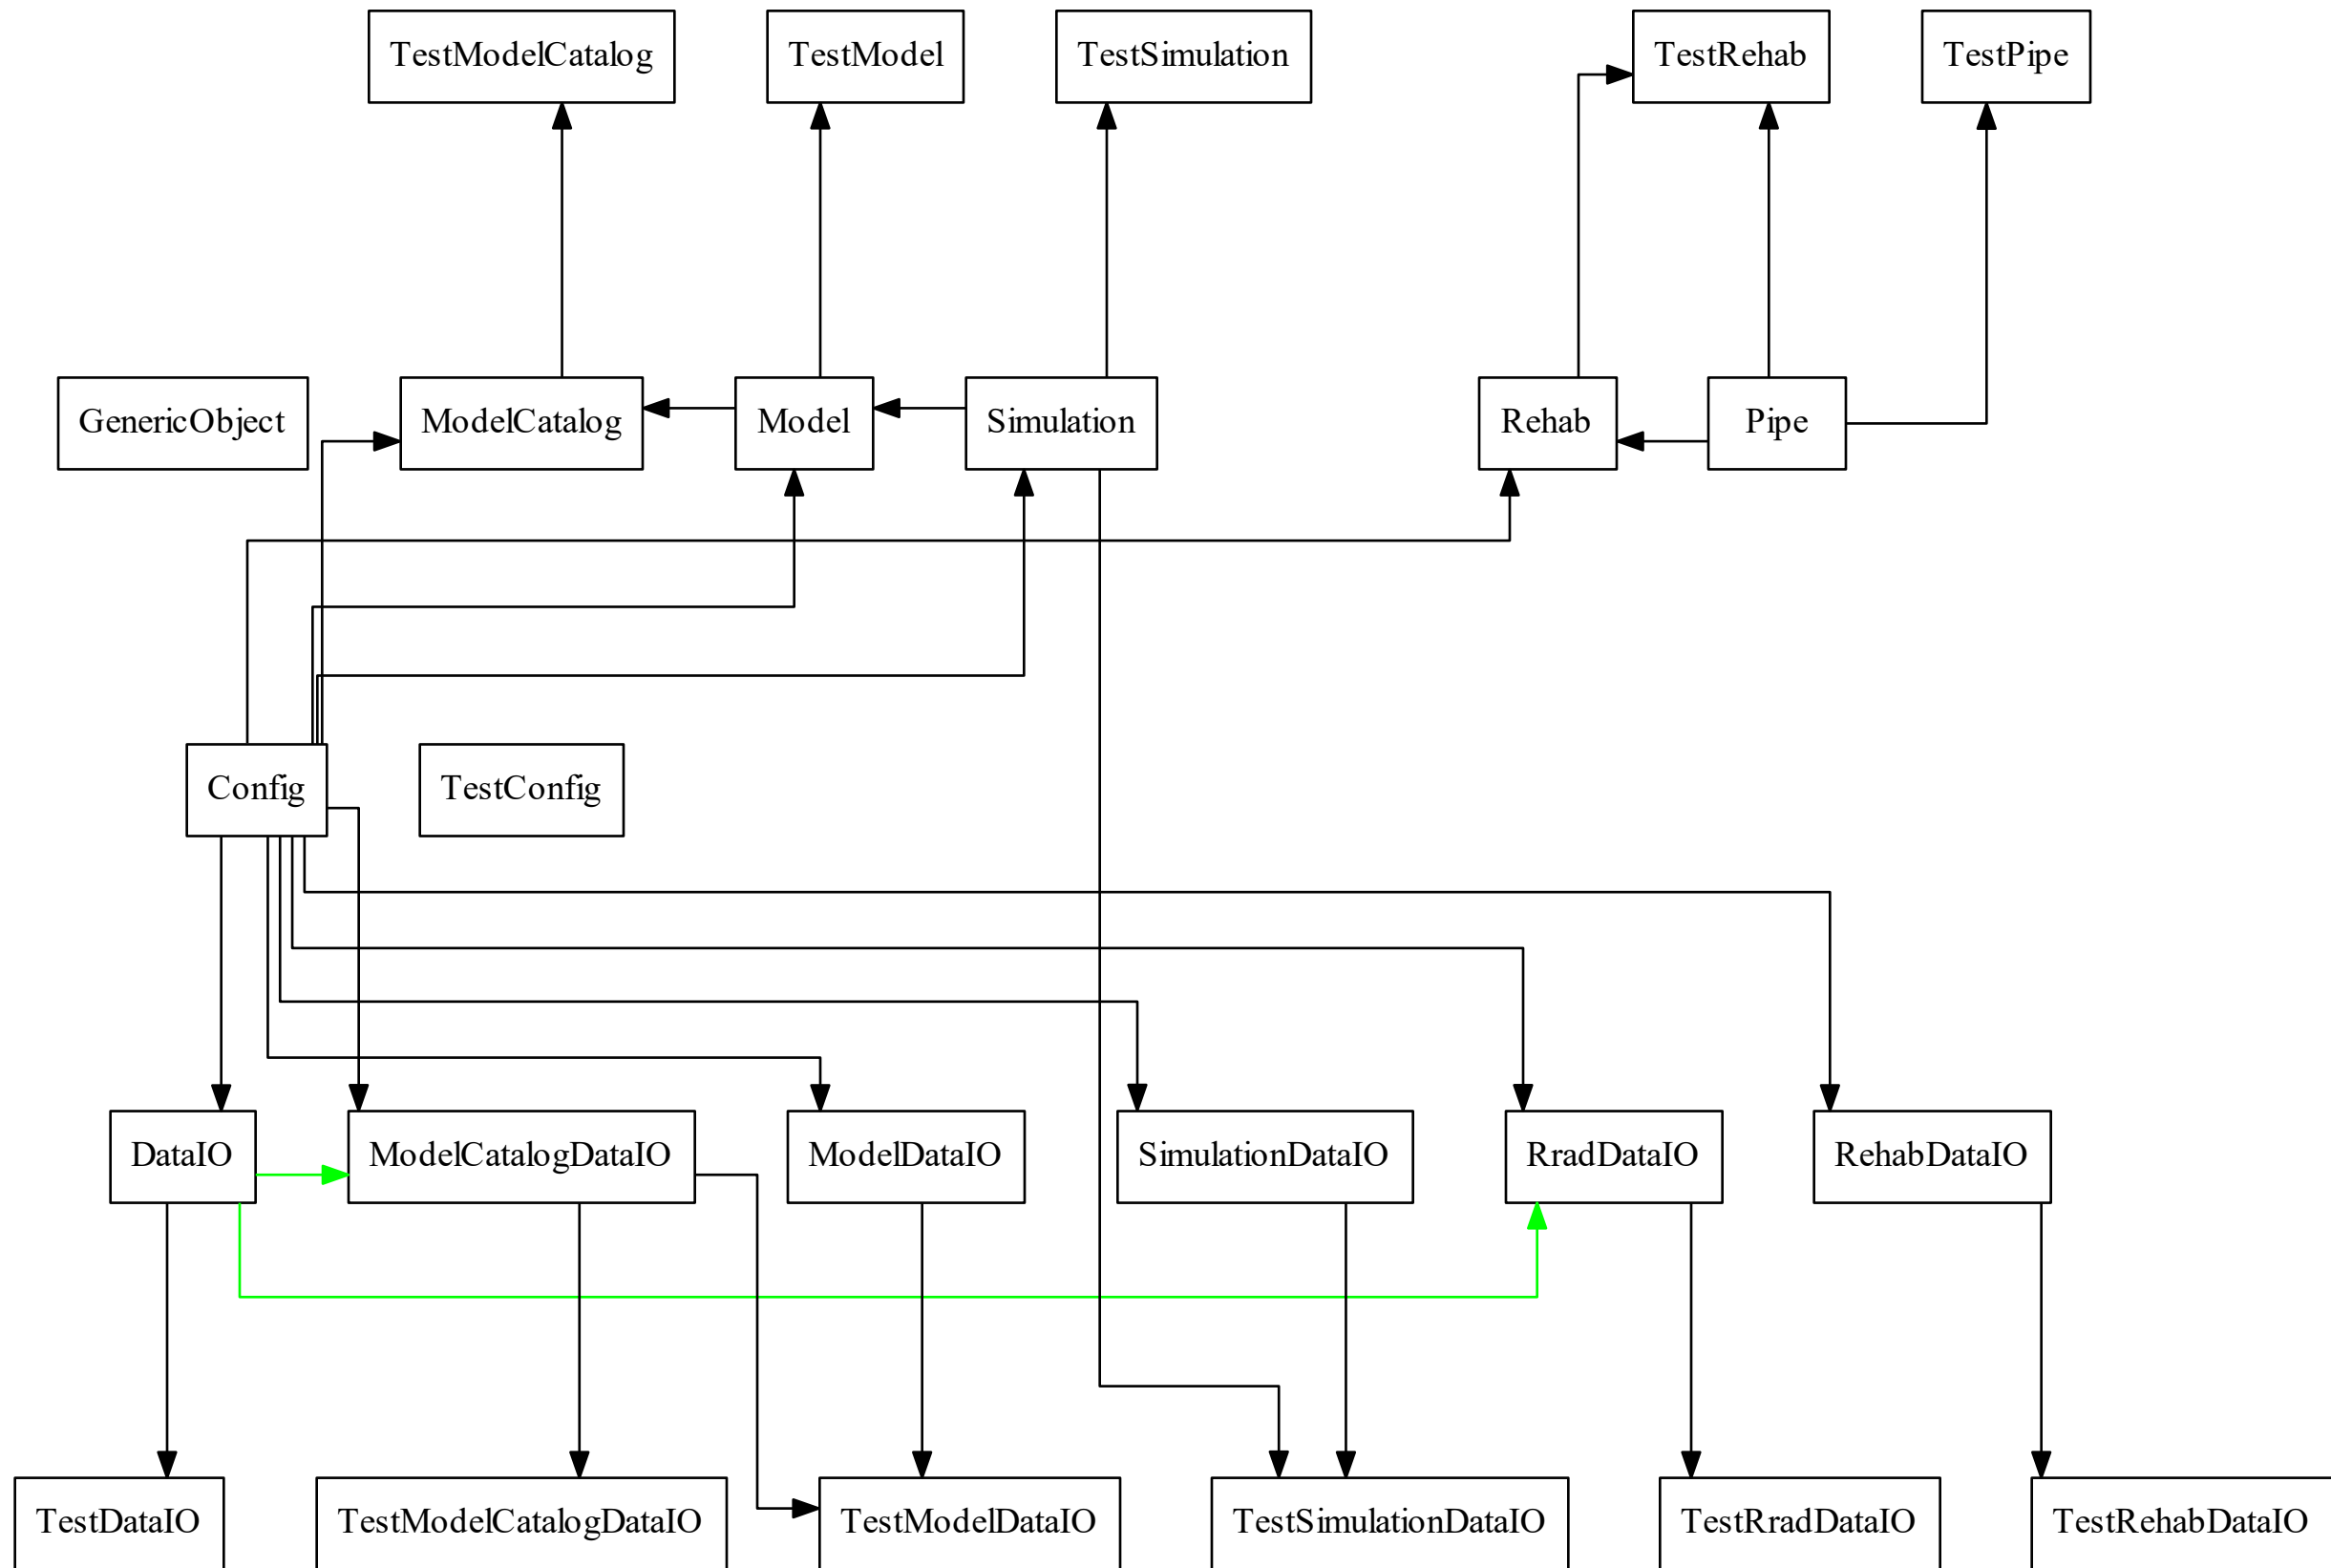 TestModelCatalog
TestModel
TestSimulation
TestRehab
TestPipe
GenericObject
ModelCatalog
Model
Simulation
Rehab
Pipe
Config
TestConfig
DataIO
ModelCatalogDataIO
ModelDataIO
SimulationDataIO
RradDataIO
RehabDataIO
TestDataIO
TestModelCatalogDataIO
TestModelDataIO
TestSimulationDataIO
TestRradDataIO
TestRehabDataIO